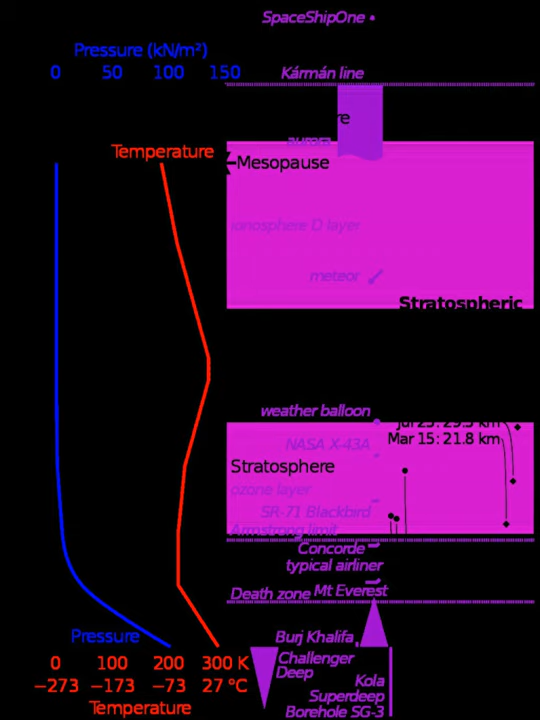 SpaceShipOne
Pressure (kN/m²)
0 50 100 150
Kármán line
re
aurora
Temperature
Mesopause
ionosphere D layer
meteor
Stratospheric
weather balloon
Jul 25: 29.5 km
Mar 15: 21.8 km
NASA X-43A
Stratosphere
ozone layer
SR-71 Blackbird
Armstrong limit
Concorde
typical airliner
Death zone
Mt Everest
Pressure
Burj Khalifa
0 100 200 300 K
−273 −173 −73 27 °C
Temperature
Challenger
Deep
Kola
Superdeep
Borehole SG-3